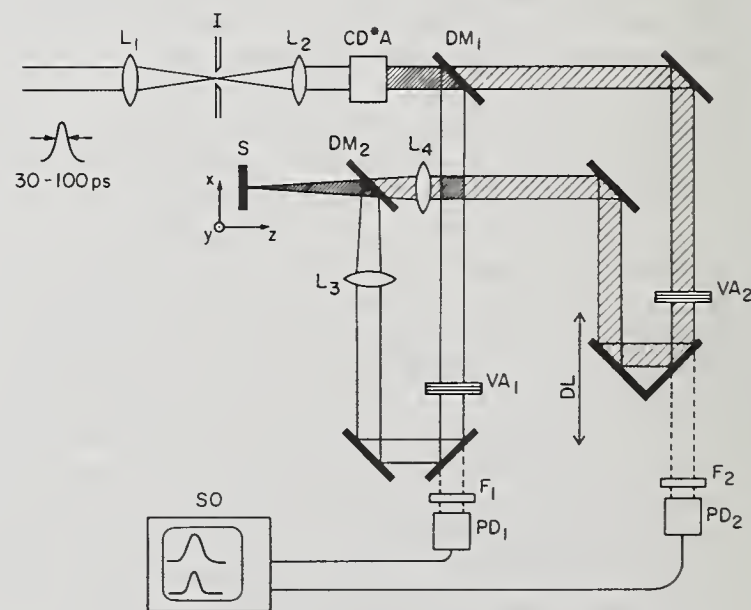 I
L1
L2
CD*A
DM1
30-100 ps
S
DM2
L4
x
y
z
L3
VA2
DL
VA1
F1
F2
SO
PD1
PD2